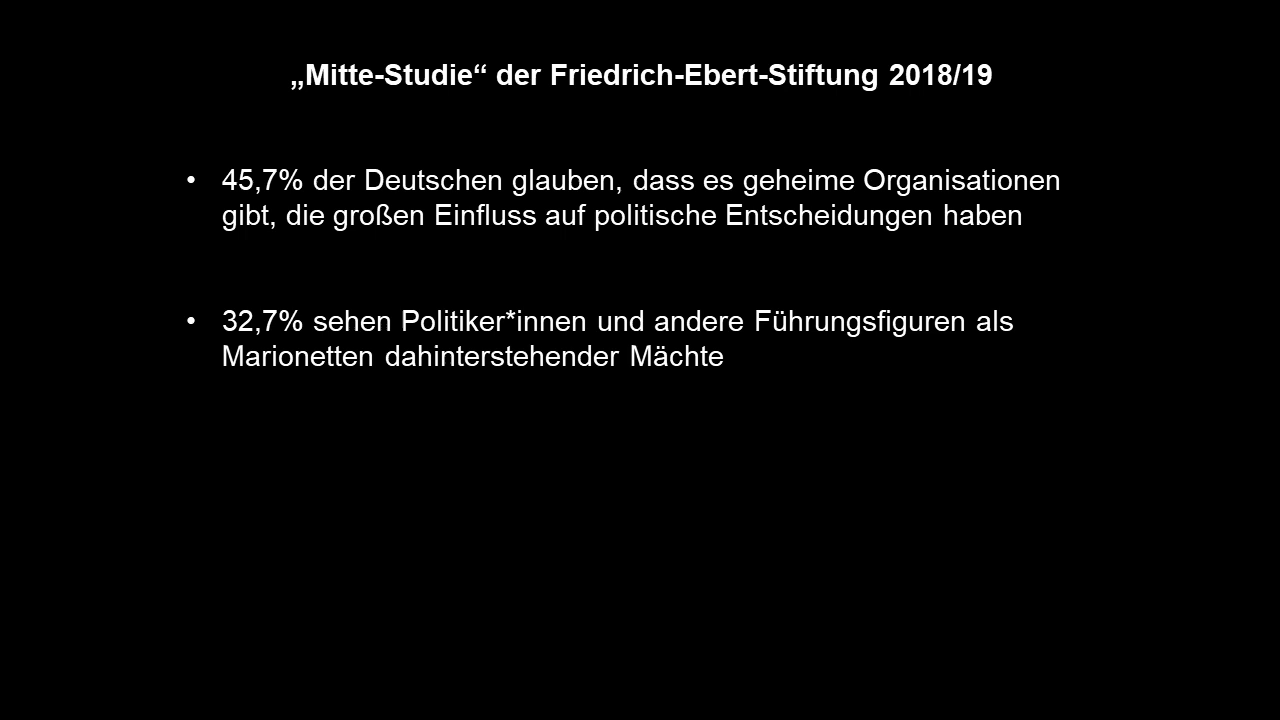 „Mitte-Studie“ der Friedrich-Ebert-Stiftung 2018/19
• 45,7% der Deutschen glauben, dass es geheime Organisationen
gibt, die großen Einfluss auf politische Entscheidungen haben
• 32,7% sehen Politiker*innen und andere Führungsfiguren als
Marionetten dahinterstehender Mächte